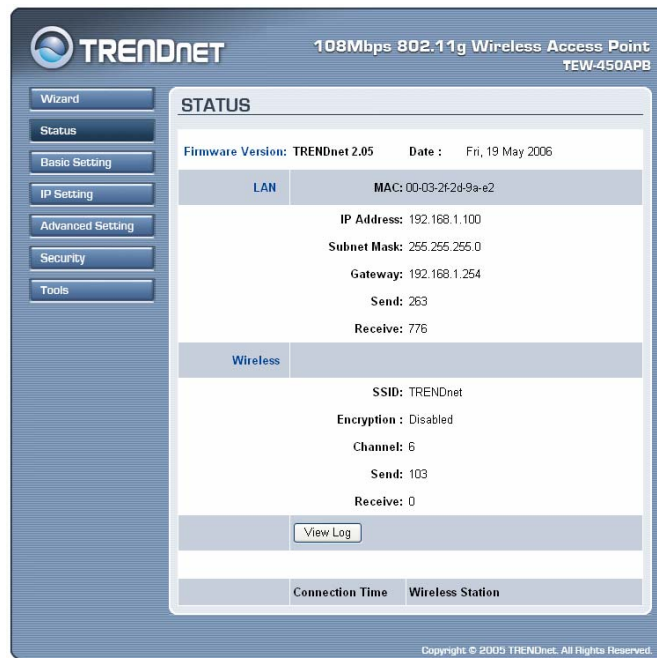 TRENDnet
108Mbps 802.11g Wireless Access Point
TEW-450APB
Wizard
Status
Basic Setting
IP Setting
Advanced Setting
Security
Tools
STATUS
Firmware Version: TRENDnet 2.05 Date : Fri, 19 May 2006
LAN MAC: 00-03-2f-2d-9a-e2
IP Address: 192.168.1.100
Subnet Mask: 255.255.255.0
Gateway: 192.168.1.254
Send: 263
Receive: 776
Wireless
SSID: TRENDnet
Encryption : Disabled
Channel: 6
Send: 103
Receive: 0
View Log
Connection Time Wireless Station
Copyright © 2005 TRENDnet. All Rights Reserved.